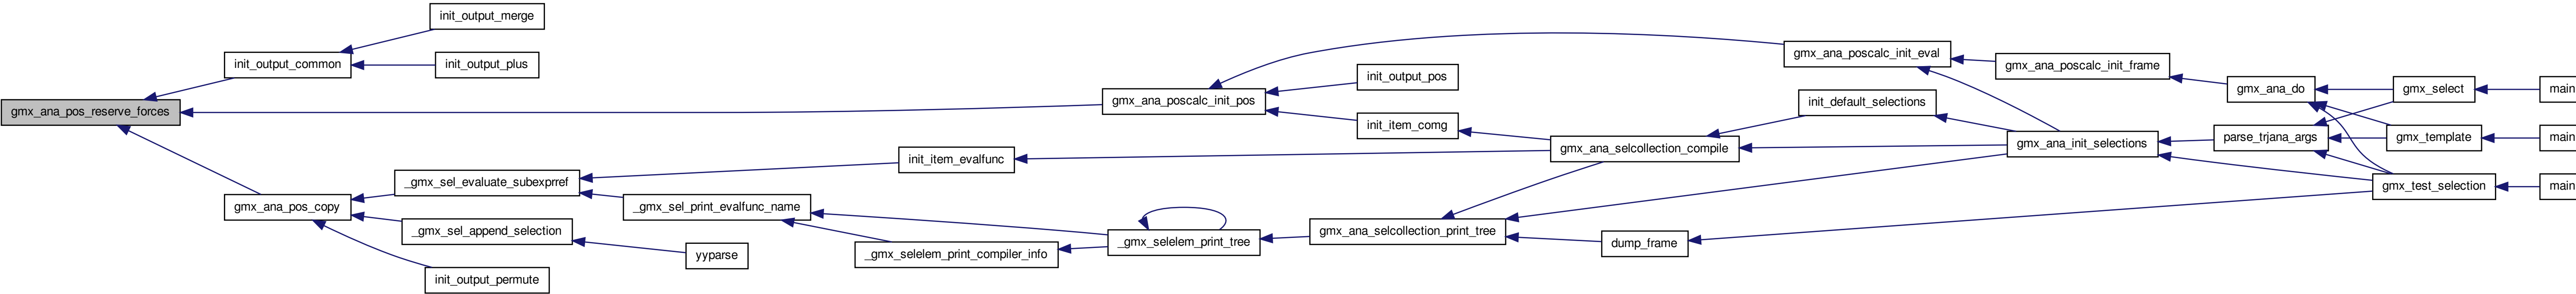 init_output_merge
init_output_common
init_output_plus
gmx_ana_pos_reserve_forces
gmx_ana_pos_copy
_gmx_sel_evaluate_subexprref
_gmx_sel_append_selection
init_output_permute
_gmx_sel_print_evalfunc_name
yyparse
init_item_evalfunc
_gmx_selelem_print_compiler_info
gmx_ana_poscalc_init_pos
_gmx_selelem_print_tree
init_output_pos
init_item_comg
gmx_ana_selcollection_print_tree
gmx_ana_selcollection_compile
dump_frame
gmx_ana_poscalc_init_eval
init_default_selections
gmx_ana_poscalc_init_frame
gmx_ana_init_selections
gmx_ana_do
parse_trjana_args
gmx_select
gmx_template
gmx_test_selection
main
main
main